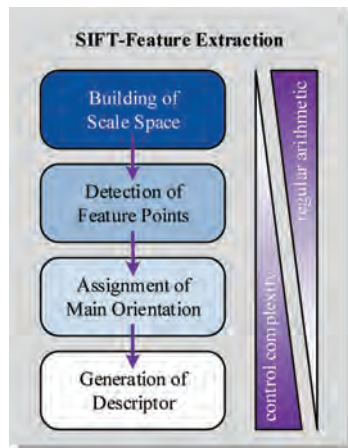 SIFT-Feature Extraction
Building of
Scale Space
Detection of
Feature Points
Assignment of
Main Orientation
Generation of
Descriptor
regular arithmetic
control complexity